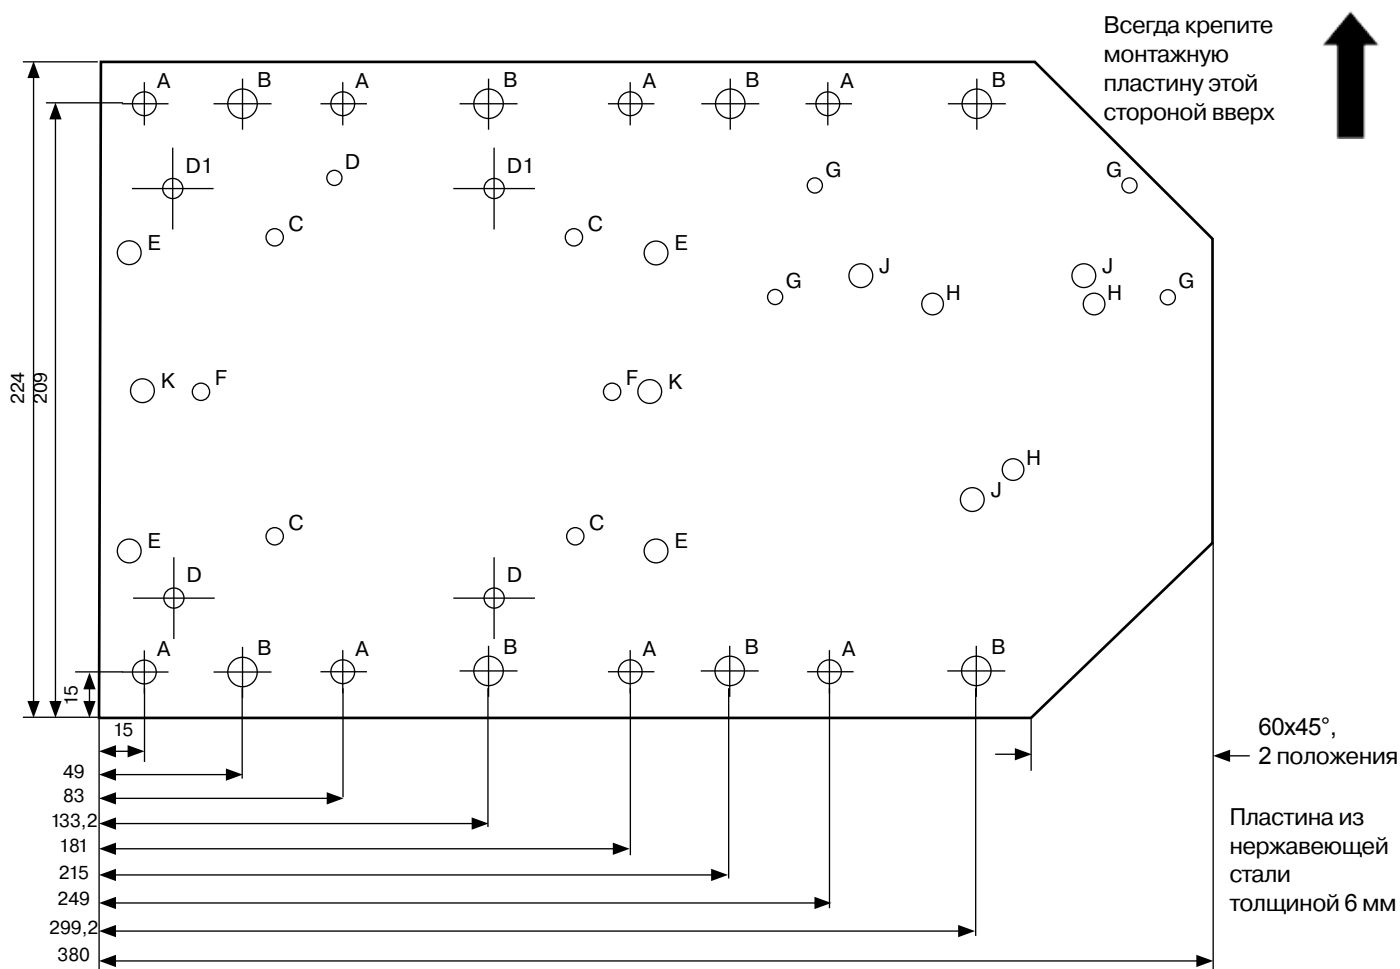 Всегда крепите
монтажную
пластину этой
стороной вверх
A B A B A B A B
D1 D D1 G G
C C
E E
J J
G H H G
224
209
K F F K
H
J
C C
E E
D D
A B A B A B A B
15
15
60x45°,
2 положения
49
83
133,2
181
215
249
299,2
380
Пластина из
нержавеющей
стали
толщиной 6 мм